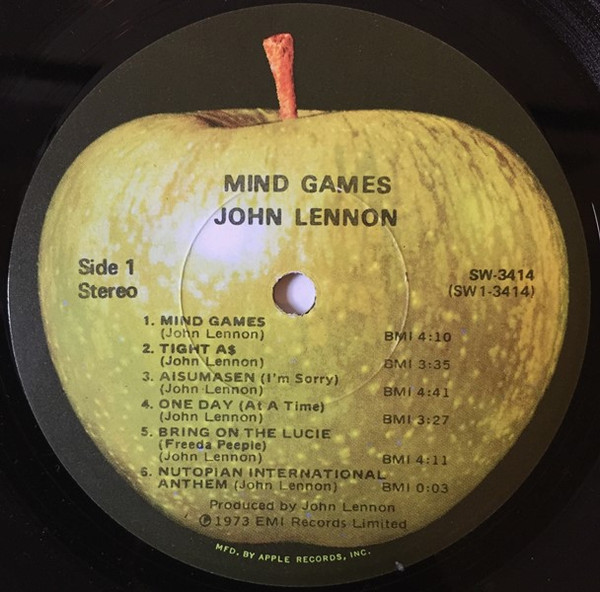 MIND GAMES
JOHN LENNON
Side 1
Stereo
SW-3414
(SW1-3414)
1. MIND GAMES
(John Lennon) BMI 4:10
2. TIGHT A$
(John Lennon) BMI 3:35
3. AISUMASEN (I'm Sorry)
(John Lennon) BMI 4:41
4. ONE DAY (At A Time)
(John Lennon) BMI 3:27
5. BRING ON THE LUCIE
(Freeda Peeple)
(John Lennon) BMI 4:11
6. NUTOPIAN INTERNATIONAL
ANTHEM (John Lennon) BMI 0:03
Produced by John Lennon
℗1973 EMI Records Limited
MFD. BY APPLE RECORDS, INC.